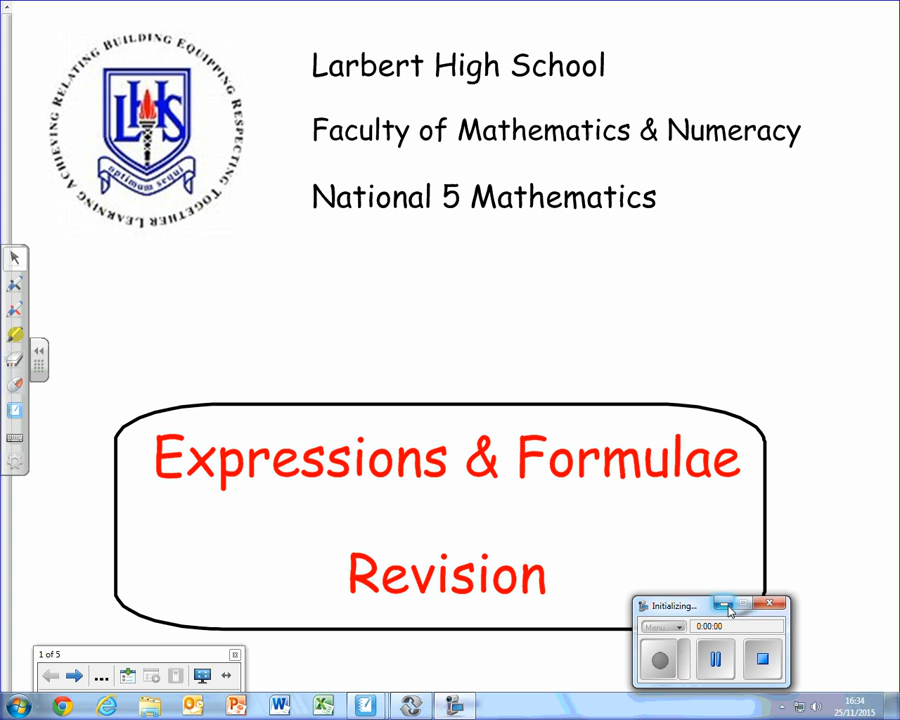 BUILDING EQUIPPING RESPECTING TOGETHER LEARNING ACHIEVING RELATING
LHS
optimum sequi
Larbert High School
Faculty of Mathematics & Numeracy
National 5 Mathematics
Expressions & Formulae
Revision
Initializing...
Menu
0:00:00
1 of 5
16:34
25/11/2015